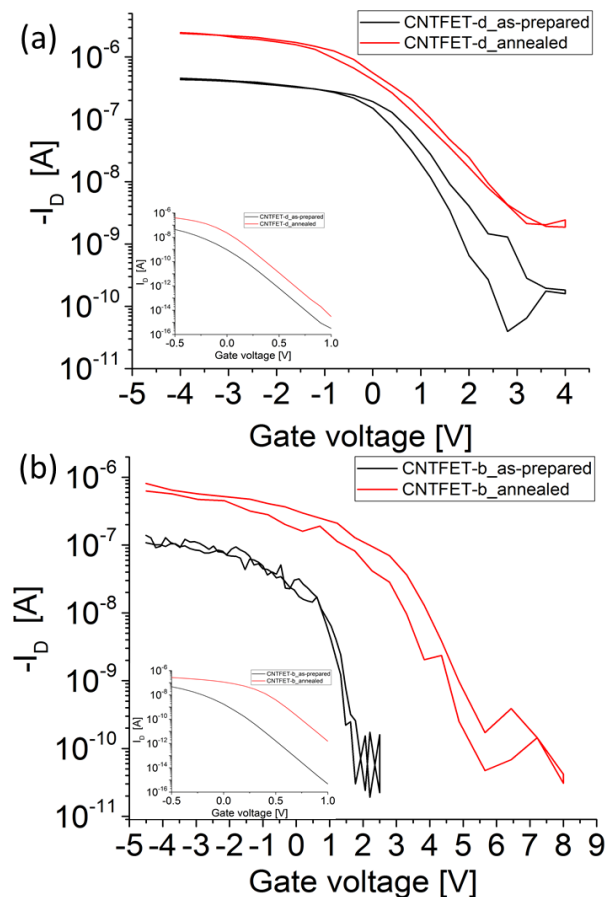 (a)
CNTFET-d_as-prepared
CNTFET-d_annealed
10^-6
10^-7
10^-8
10^-9
10^-10
10^-11
-I_D [A]
-5 -4 -3 -2 -1 0 1 2 3 4 5
Gate voltage [V]
CNTFET-d_as-prepared
CNTFET-d_annealed
10^-6
10^-8
10^-10
10^-12
10^-14
10^-16
I_D [A]
-0.5 0.0 0.5 1.0
Gate voltage [V]
(b)
CNTFET-b_as-prepared
CNTFET-b_annealed
10^-6
10^-7
10^-8
10^-9
10^-10
10^-11
-I_D [A]
-5 -4 -3 -2 -1 0 1 2 3 4 5 6 7 8 9
Gate voltage [V]
CNTFET-b_as-prepared
CNTFET-b_annealed
10^-6
10^-8
10^-10
10^-12
10^-14
10^-16
I_D [A]
-0.5 0.0 0.5 1.0
Gate voltage [V]